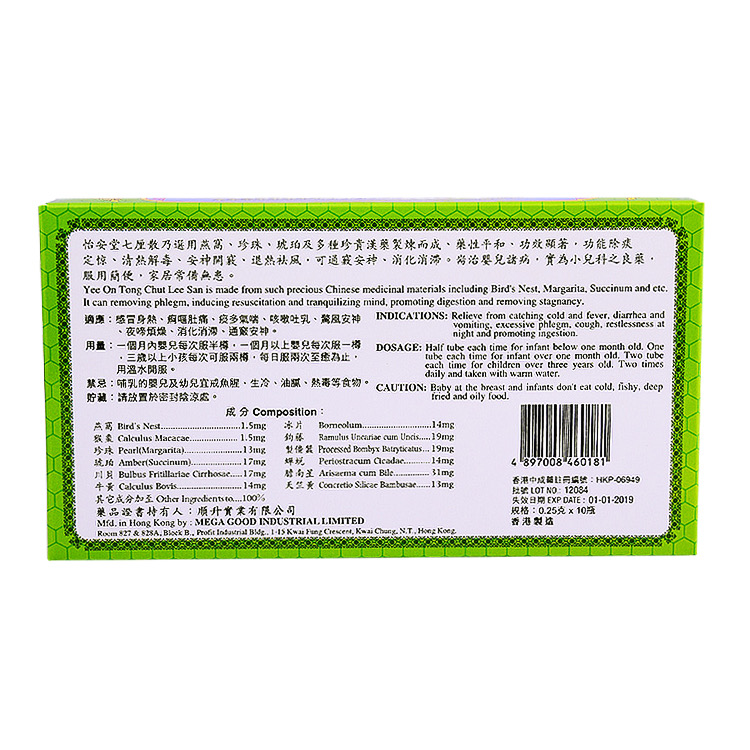 怡安堂七厘散乃選用燕窩、珍珠、琥珀及多種珍貴漢藥製煉而成、藥性平和、功效顯著,功能除痰
定驚、清熱解毒、安神開竅、退熱祛風,可通竅安神、消化消滯。尚治嬰兒諸病,實為小兒科之良藥,
服用簡便,家居常備無患。
Yee On Tong Chut Lee San is made from such precious Chinese medicinal materials including Bird's Nest, Margarita, Succinum and etc.
It can removing phlegm, inducing resuscitation and tranquilizing mind, promoting digestion and removing stagnancy.
適應:感冒身熱、痾嘔肚痛、痰多氣喘、咳嗽吐乳、驚風安神
、夜啼煩燥、消化消滯、通竅安神。
用量:一個月內嬰兒每次服半樽,一個月以上嬰兒每次服一樽
,三歲以上小孩每次可服兩樽,每日服兩次至癒為止,
用溫水開服。
禁忌:哺乳的嬰兒及幼兒宜戒魚腥、生冷、油膩、熱毒等食物。
貯藏:請放置於密封陰涼處。
INDICATIONS: Relieve from catching cold and fever, diarrhea and
vomiting, excessive phlegm, cough, restlessness at
night and promoting ingestion.
DOSAGE: Half tube each time for infant below one month old. One
tube each time for infant over one month old. Two tube
each time for children over three years old. Two times
daily and taken with warm water.
CAUTION: Baby at the breast and infants don't eat cold, fishy, deep
fried and oily food.
成分 Composition:
燕窩 Bird's Nest..................1.5mg
猴棗 Calculus Macacae..................1.5mg
珍珠 Pearl(Margarita)..................13mg
琥珀 Amber(Succinum)..................17mg
川貝 Bulbus Fritillariae Cirrhosae..................17mg
牛黃 Calculus Bovis..................14mg
其它成分加至 Other Ingredients to....100%
冰片 Borneolum..................14mg
鈎藤 Ramulus Uncariae cum Uncis.....19mg
製僵蠶 Processed Bombyx Batryticatus..19mg
蟬蛻 Periostracum Cicadae..................14mg
膽南星 Arisaema cum Bile..................31mg
天竺黃 Concretio Silicae Bambusae......13mg
藥品證書持有人:順升實業有限公司
Mfd. in Hong Kong by : MEGA GOOD INDUSTRIAL LIMITED
Room 827 & 828A, Block B., Profit Industrial Bldg., 1-15 Kwai Fung Crescent, Kwai Chung, N.T., Hong Kong.
4 897008 460181
香港中成藥註冊編號:HKP-06949
批號 LOT NO.: 12084
失效日期 EXP DATE: 01-01-2019
規格:0.25克 x 10瓶
香港製造